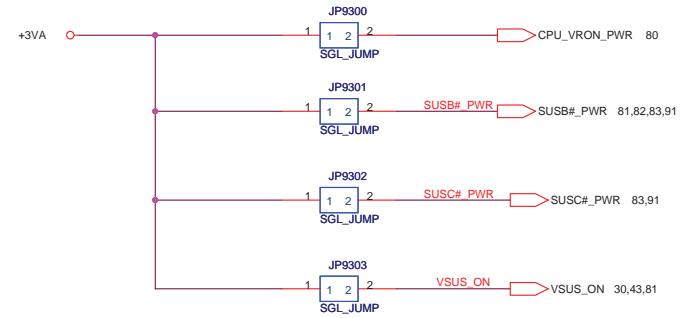 JP9300
+3VA 1 1 2 2 CPU_VRON_PWR 80
SGL_JUMP
JP9301
1 1 2 2 SUSB#_PWR SUSB#_PWR 81,82,83,91
SGL_JUMP
JP9302
1 1 2 2 SUSC#_PWR SUSC#_PWR 83,91
SGL_JUMP
JP9303
1 1 2 2 VSUS_ON VSUS_ON 30,43,81
SGL_JUMP